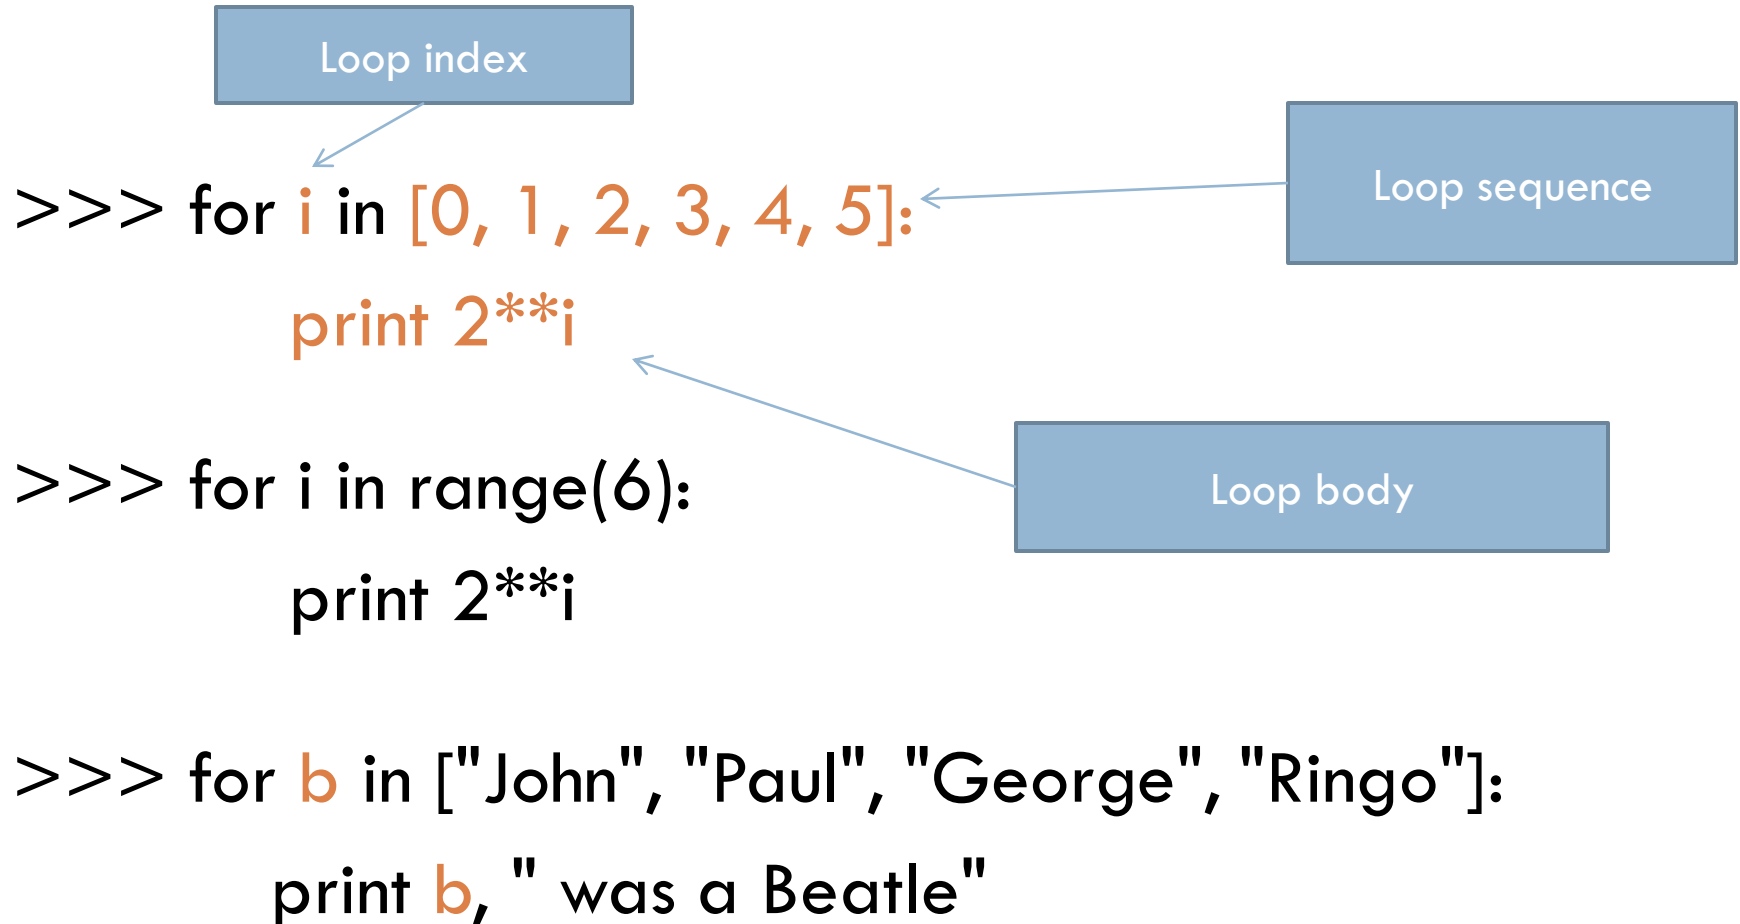 Loop index
Loop sequence
>>> for i in [0, 1, 2, 3, 4, 5]:
print 2**i
Loop body
>>> for i in range(6):
print 2**i
>>> for b in ["John", "Paul", "George", "Ringo"]:
print b, " was a Beatle"